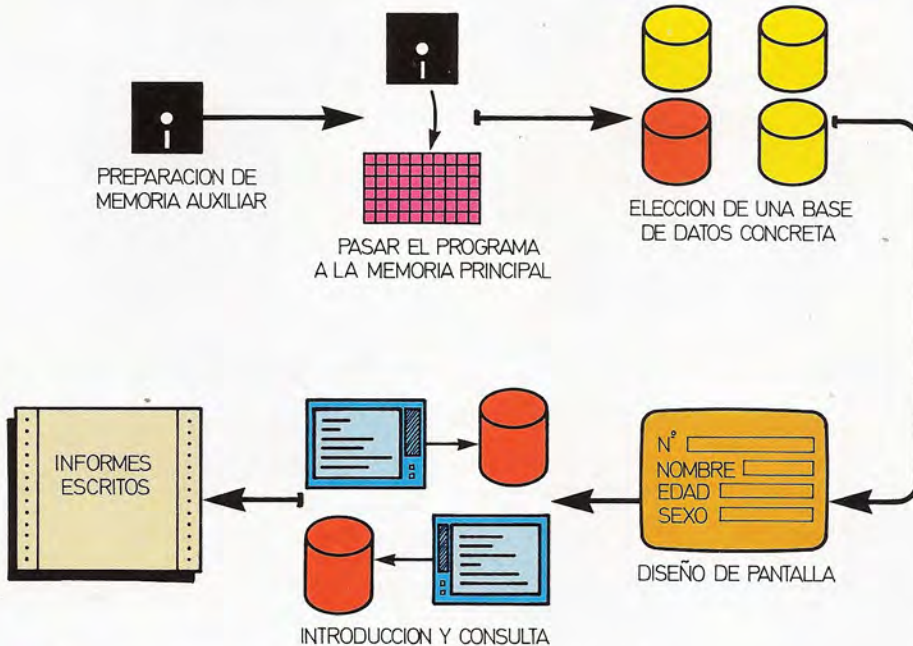 PREPARACION DE
MEMORIA AUXILIAR
PASAR EL PROGRAMA
A LA MEMORIA PRINCIPAL
ELECCION DE UNA BASE
DE DATOS CONCRETA
Nº
NOMBRE
EDAD
SEXO
DISEÑO DE PANTALLA
INTRODUCCION Y CONSULTA
INFORMES
ESCRITOS